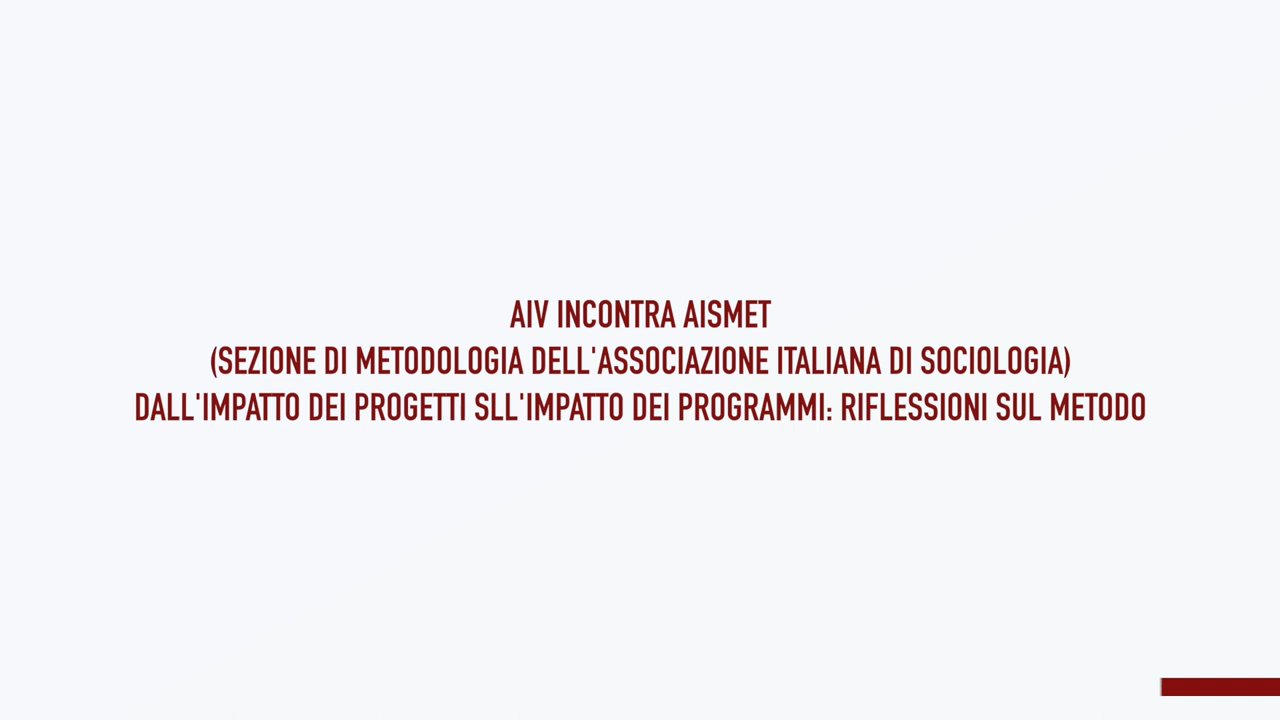 AIV INCONTRA AISMET
(SEZIONE DI METODOLOGIA DELL'ASSOCIAZIONE ITALIANA DI SOCIOLOGIA)
DALL'IMPATTO DEI PROGETTI SLL'IMPATTO DEI PROGRAMMI: RIFLESSIONI SUL METODO